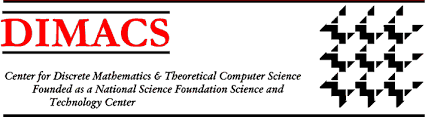 DIMACS
Center for Discrete Mathematics & Theoretical Computer Science
Founded as a National Science Foundation Science and
Technology Center